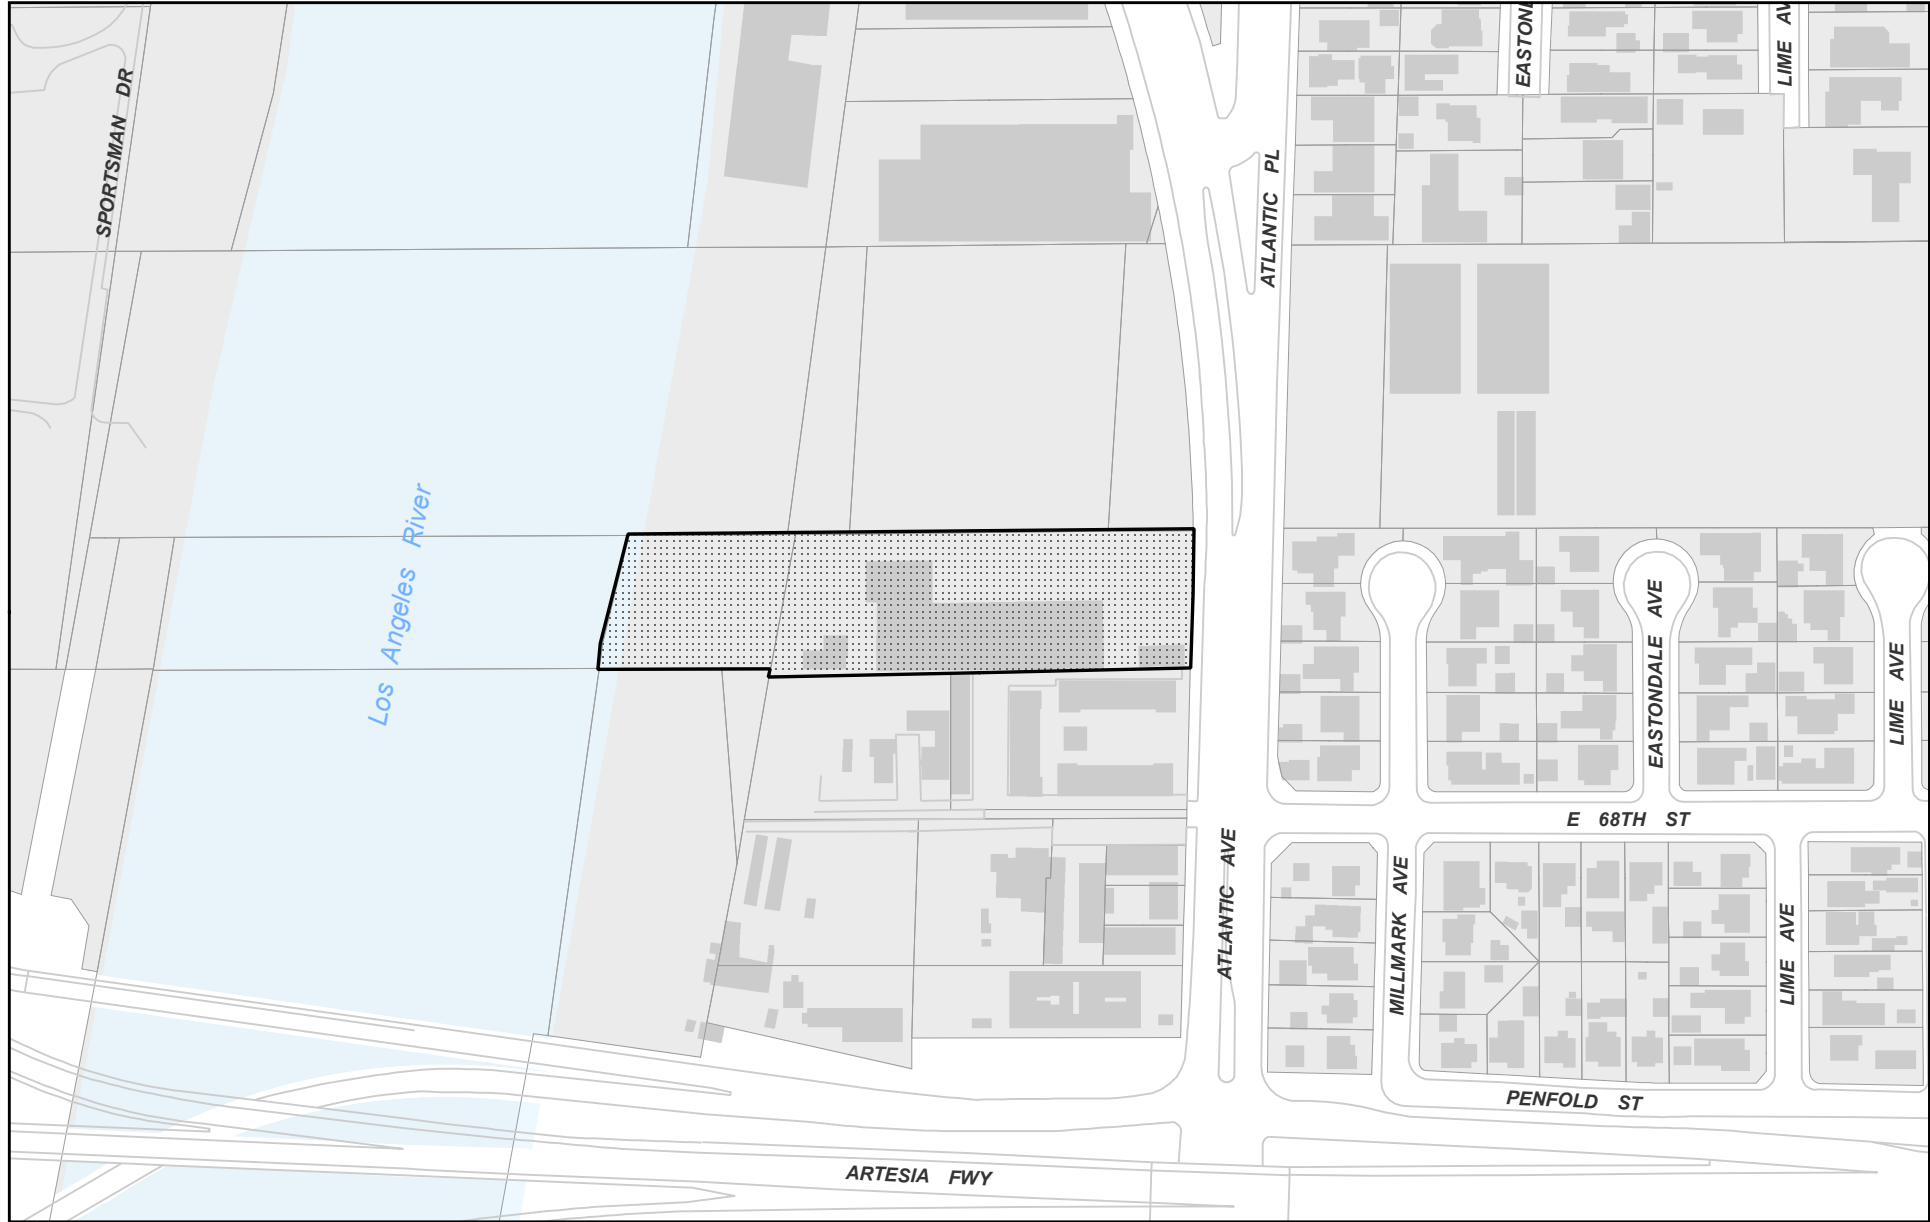 EASTOND
LIME AV
SPORTSMAN DR
ATLANTIC PL
Los Angeles River
EASTONDALE AVE
LIME AVE
E 68TH ST
ATLANTIC AVE
MILLMARK AVE
LIME AVE
PENFOLD ST
ARTESIA FWY